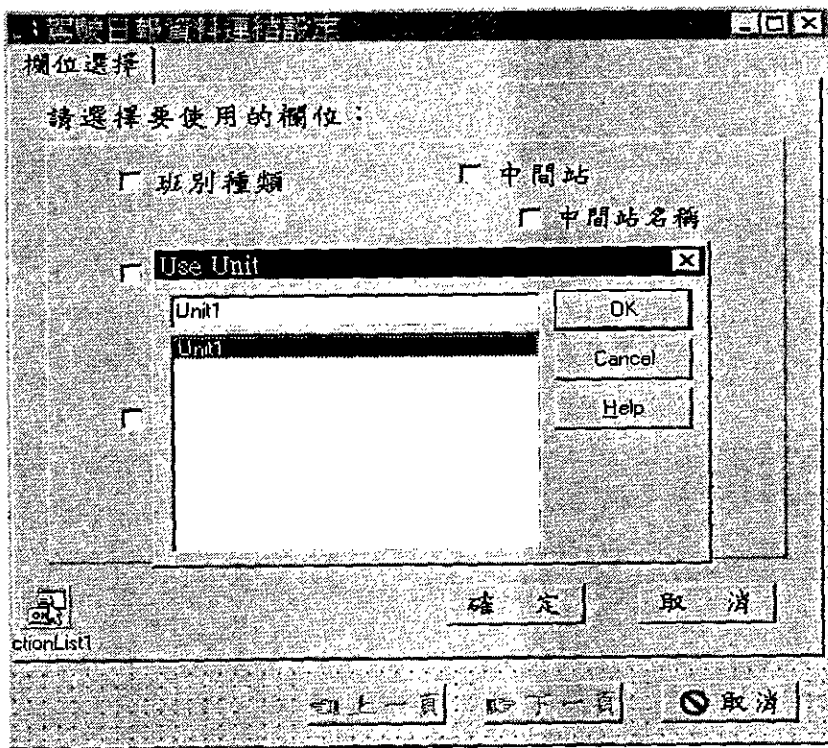 駕駛日報資料連結設定
欄位選擇
請選擇要使用的欄位：
班別種類
中間站
中間站名稱
Use Unit
Unit1
OK
Unit1
Cancel
Help
確 定
取 消
ctionList1
上一頁
下一頁
取消